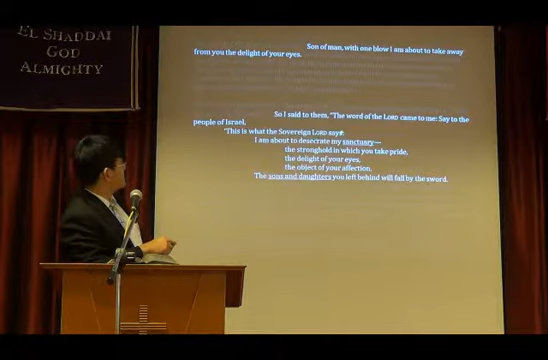 EL SHADDAI
GOD
ALMIGHTY
Son of man, with one blow I am about to take away
from you the delight of your eyes.
So I said to them, "The word of the LORD came to me: Say to the
people of Israel,
'This is what the Sovereign LORD says:
I am about to desecrate my sanctuary—
the stronghold in which you take pride,
the delight of your eyes,
the object of your affection.
The sons and daughters you left behind will fall by the sword.